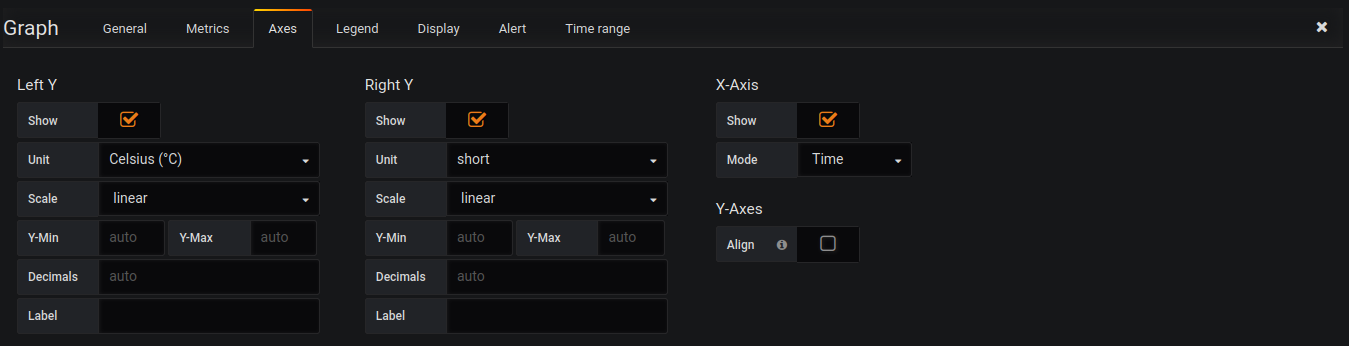 Graph General Metrics Axes Legend Display Alert Time range
Left Y Right Y X-Axis
Show Show Show
Unit Celsius (°C) Unit short Mode Time
Scale linear Scale linear
Y-Axes
Y-Min auto Y-Max auto Y-Min auto Y-Max auto
Align
Decimals auto Decimals auto
Label Label